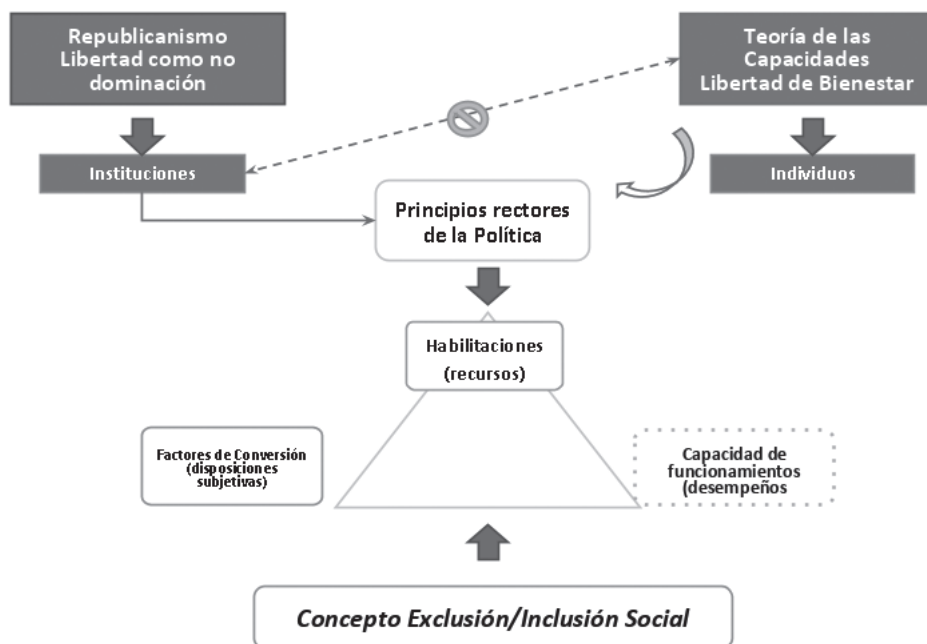 Republicanismo
Libertad como no
dominación
Teoría de las
Capacidades
Libertad de Bienestar
Instituciones
Individuos
Principios rectores
de la Política
Habilitaciones
(recursos)
Factores de Conversión
(disposiciones
subjetivas)
Capacidad de
funcionamientos
(desempeños
Concepto Exclusión/Inclusión Social